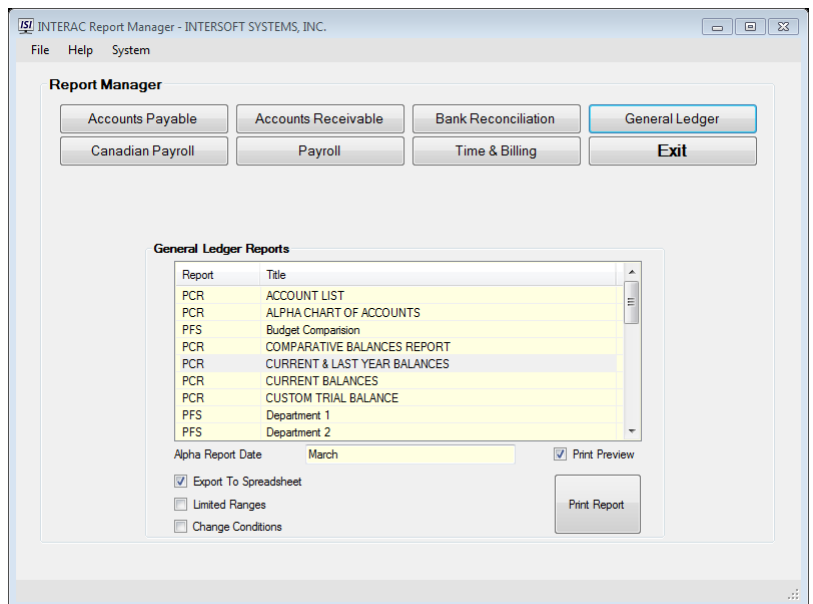 ISI INTERAC Report Manager - INTERSOFT SYSTEMS, INC.
File Help System
Report Manager
Accounts Payable Accounts Receivable Bank Reconciliation General Ledger
Canadian Payroll Payroll Time & Billing Exit
General Ledger Reports
Report Title
PCR ACCOUNT LIST
PCR ALPHA CHART OF ACCOUNTS
PFS Budget Comparision
PCR COMPARATIVE BALANCES REPORT
PCR CURRENT & LAST YEAR BALANCES
PCR CURRENT BALANCES
PCR CUSTOM TRIAL BALANCE
PFS Department 1
PFS Department 2
Alpha Report Date March Print Preview
Export To Spreadsheet
Limited Ranges Print Report
Change Conditions